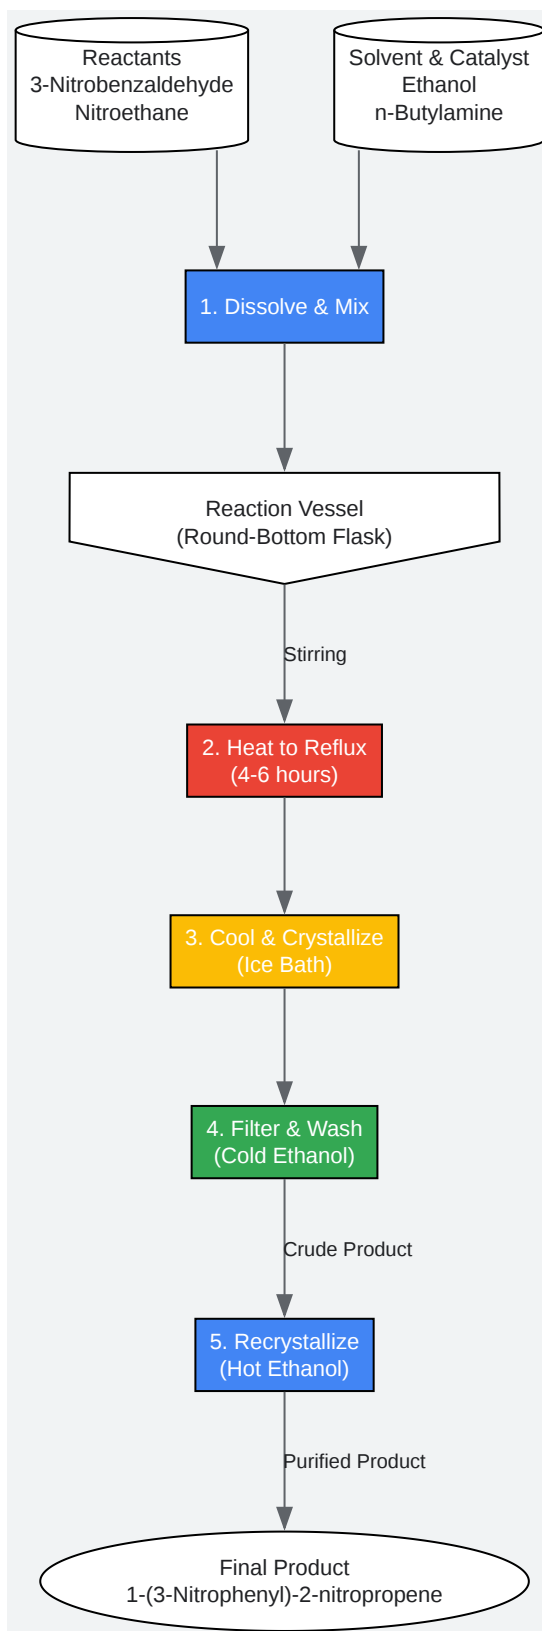 Reactants
3-Nitrobenzaldehyde
Nitroethane
Solvent & Catalyst
Ethanol
n-Butylamine
1. Dissolve & Mix
Reaction Vessel
(Round-Bottom Flask)
Stirring
2. Heat to Reflux
(4-6 hours)
3. Cool & Crystallize
(Ice Bath)
4. Filter & Wash
(Cold Ethanol)
Crude Product
5. Recrystallize
(Hot Ethanol)
Purified Product
Final Product
1-(3-Nitrophenyl)-2-nitropropene